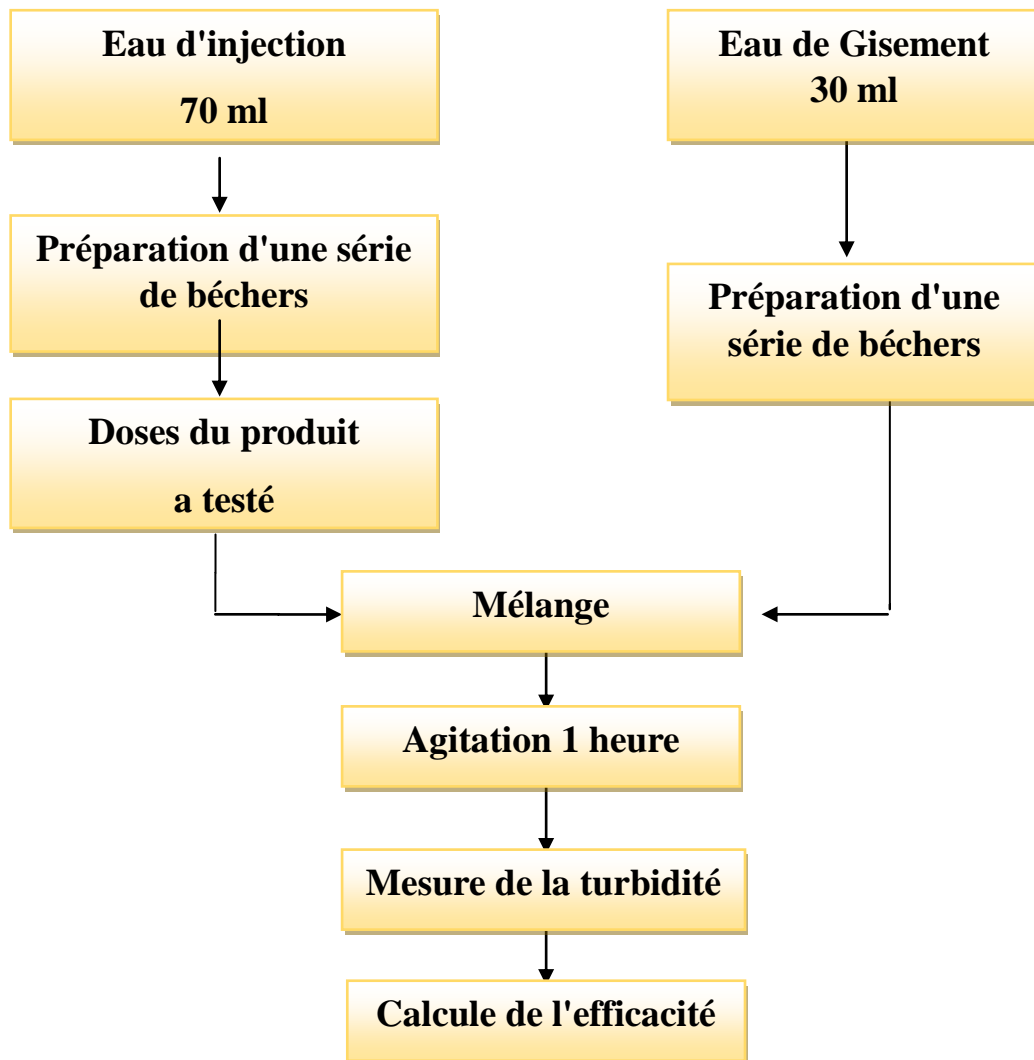 Eau d'injection
70 ml
Eau de Gisement
30 ml
Préparation d'une série
de béchers
Préparation d'une
série de béchers
Doses du produit
a testé
Mélange
Agitation 1 heure
Mesure de la turbidité
Calcule de l'efficacité